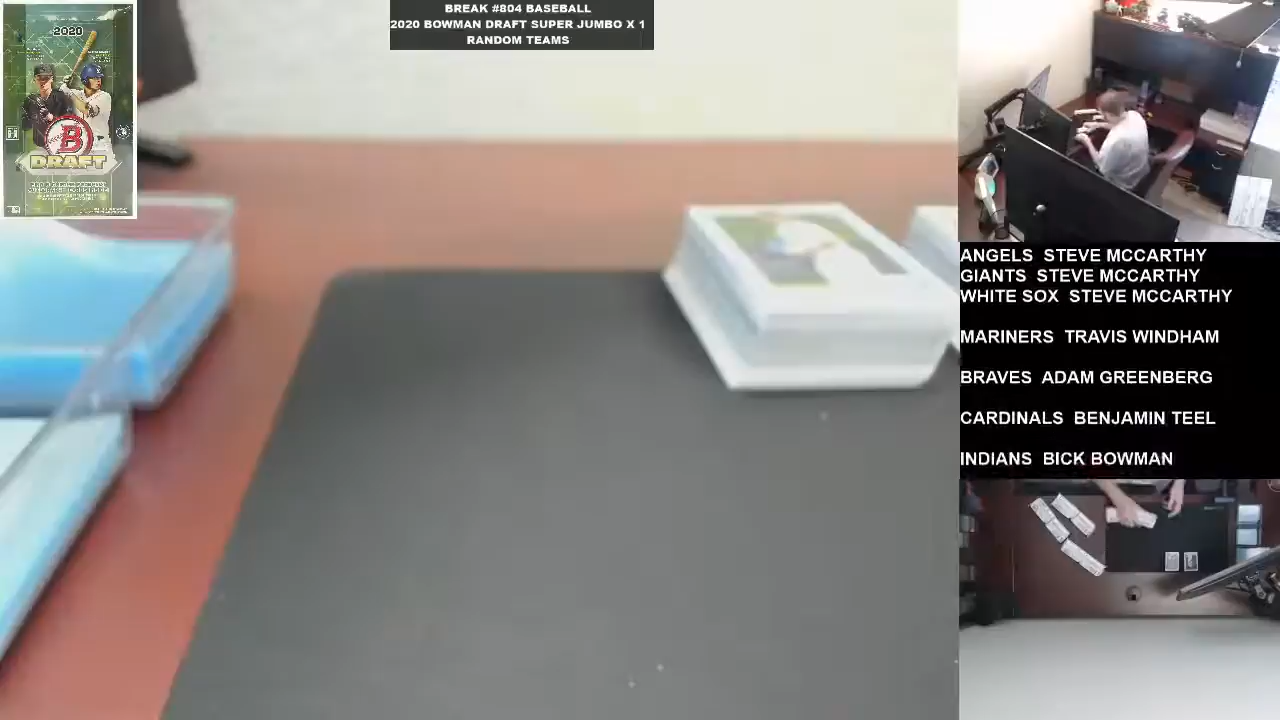 BREAK #804 BASEBALL
2020 BOWMAN DRAFT SUPER JUMBO X 1
RANDOM TEAMS
2020
B
DRAFT
ANGELS STEVE MCCARTHY
GIANTS STEVE MCCARTHY
WHITE SOX STEVE MCCARTHY
MARINERS TRAVIS WINDHAM
BRAVES ADAM GREENBERG
CARDINALS BENJAMIN TEEL
INDIANS BICK BOWMAN